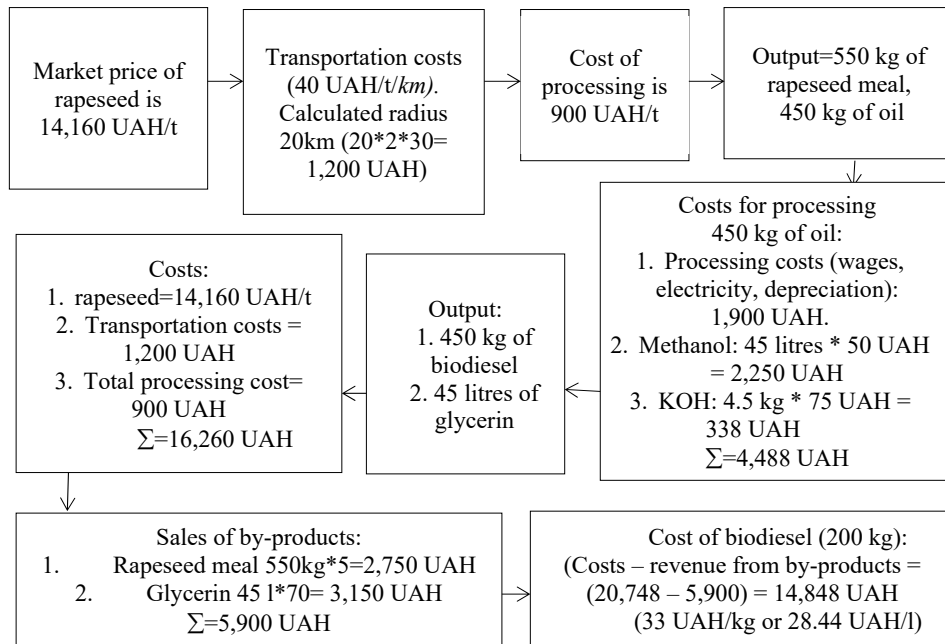 Market price of
rapeseed is
14,160 UAH/t
Transportation costs
(40 UAH/t/km).
Calculated radius
20km (20*2*30=
1,200 UAH)
Cost of
processing is
900 UAH/t
Output=550 kg of
rapeseed meal,
450 kg of oil
Costs for processing
450 kg of oil:
1. Processing costs (wages,
electricity, depreciation):
1,900 UAH.
2. Methanol: 45 litres * 50 UAH
= 2,250 UAH
3. KOH: 4.5 kg * 75 UAH =
338 UAH
∑=4,488 UAH
Output:
1. 450 kg of
biodiesel
2. 45 litres of
glycerin
Costs:
1. rapeseed=14,160 UAH/t
2. Transportation costs =
1,200 UAH
3. Total processing cost=
900 UAH
∑=16,260 UAH
Sales of by-products:
1. Rapeseed meal 550kg*5=2,750 UAH
2. Glycerin 45 l*70= 3,150 UAH
∑=5,900 UAH
Cost of biodiesel (200 kg):
(Costs – revenue from by-products =
(20,748 – 5,900) = 14,848 UAH
(33 UAH/kg or 28.44 UAH/l)